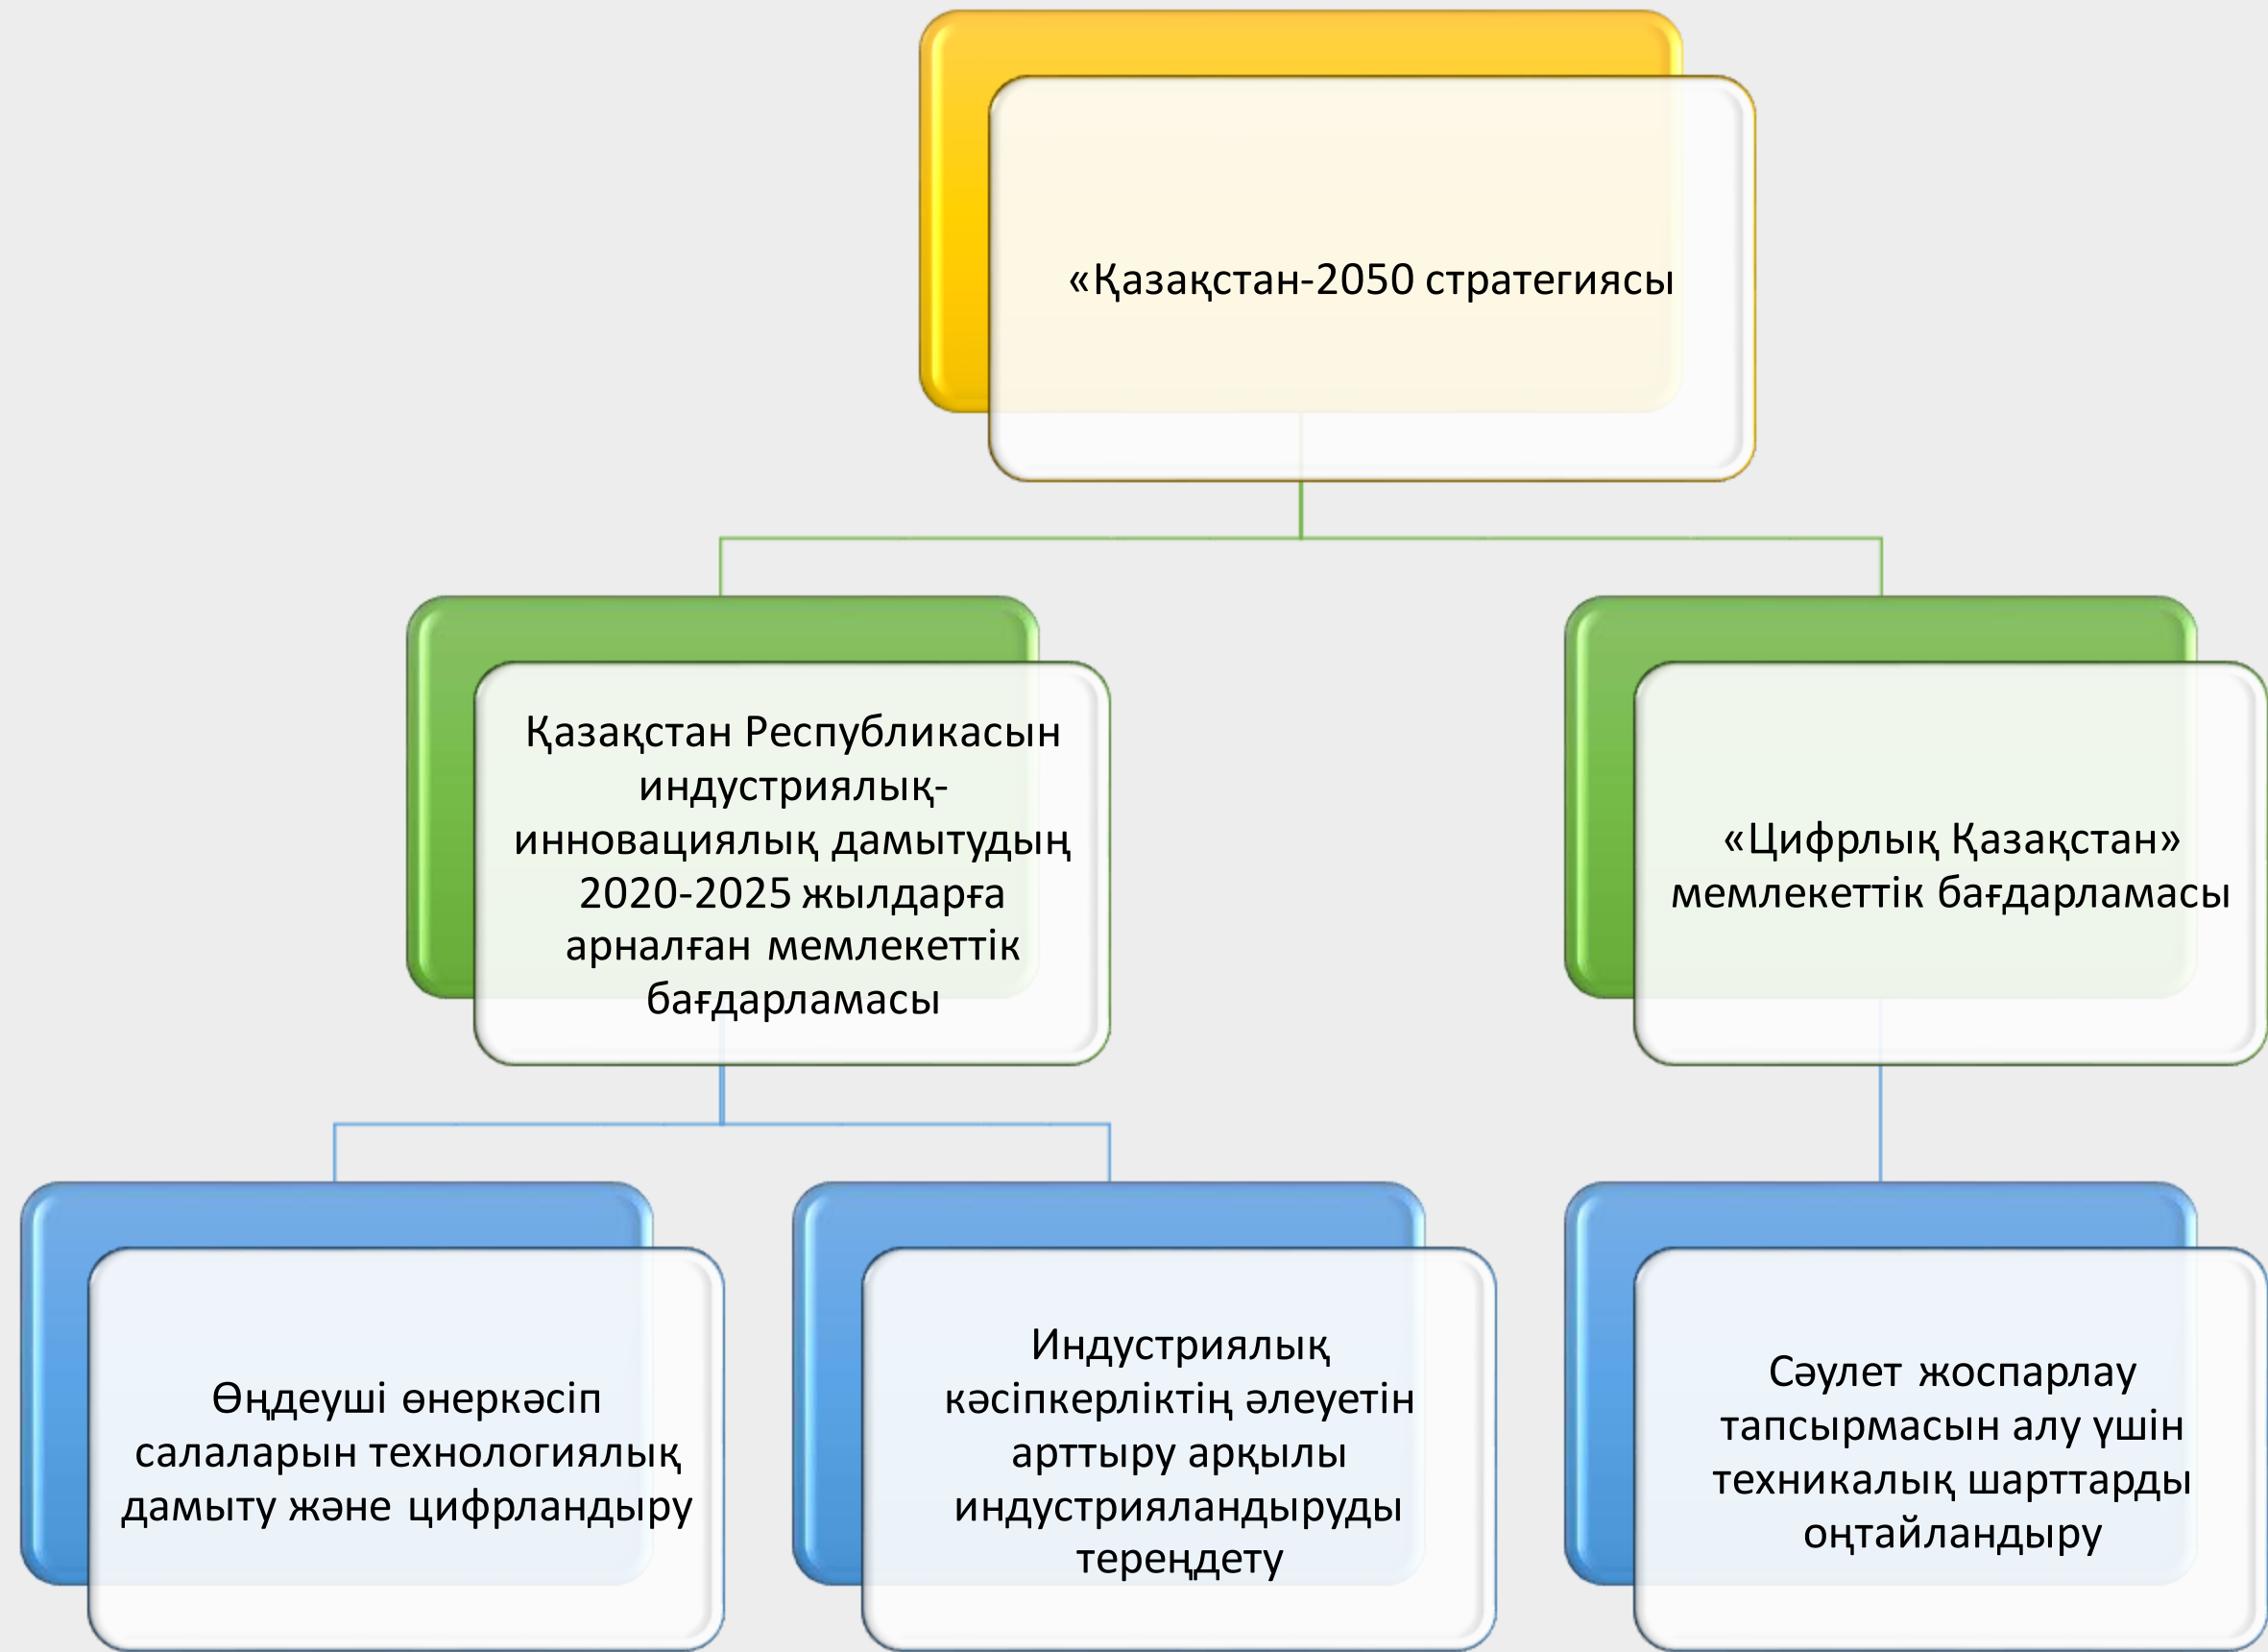 «Қазақстан-2050 стратегиясы
Қазақстан Республикасын
индустриялық-
инновациялық дамытудың
2020-2025 жылдарға
арналған мемлекеттік
бағдарламасы
«Цифрлық Қазақстан»
мемлекеттік бағдарламасы
Өңдеуші өнеркәсіп
салаларын технологиялық
дамыту және цифрландыру
Индустриялық
кәсіпкерліктің әлеуетін
арттыру арқылы
индустрияландыруды
тереңдету
Сәулет жоспарлау
тапсырмасын алу үшін
техникалық шарттарды
оңтайландыру